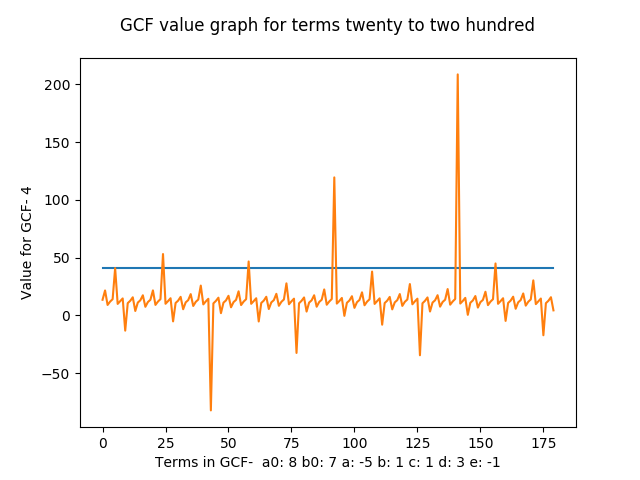 GCF value graph for terms twenty to two hundred
200
150
100
50
0
−50
Value for GCF- 4
0 25 50 75 100 125 150 175
Terms in GCF-  a0: 8 b0: 7 a: -5 b: 1 c: 1 d: 3 e: -1